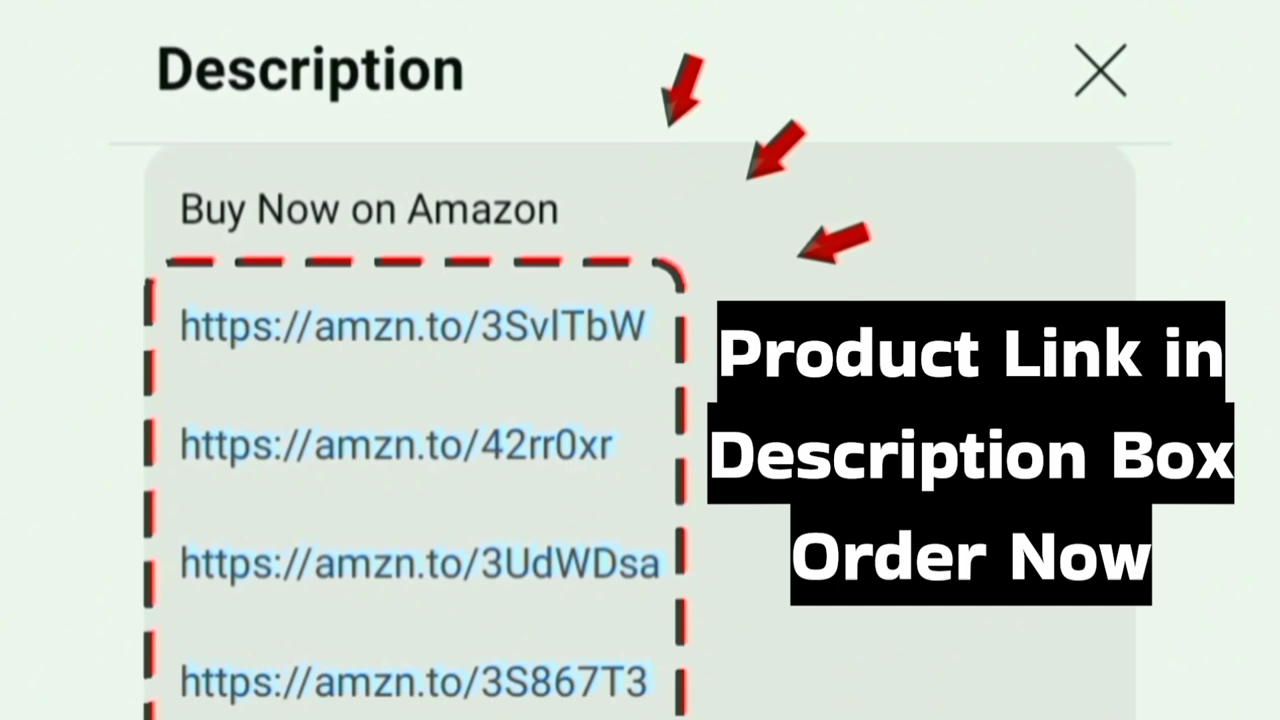 Description
Buy Now on Amazon
https://amzn.to/3SvlTbW
https://amzn.to/42rr0xr
https://amzn.to/3UdWDsa
https://amzn.to/3S867T3
Product Link in
Description Box
Order Now